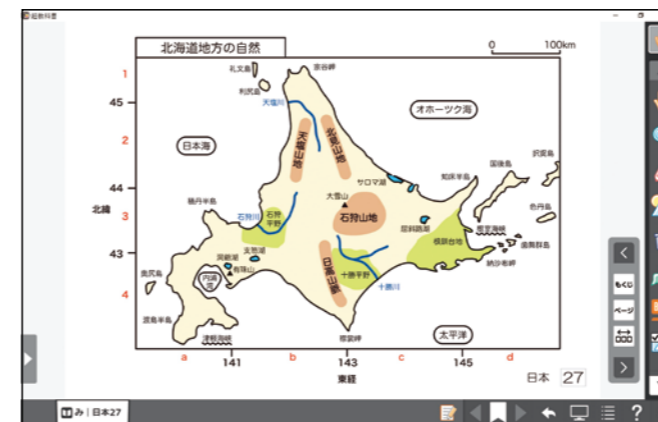 超教科書
北海道地方の自然
0 100km
礼文島
宗谷岬
1
利尻島
45
天塩川
オホーツク海
2
日本海
天塩山地
北見山地
択捉島
国後島
サロマ湖
知床半島
44
大雪山
色丹島
積丹半島
北緯
3
石狩川
石狩平野
石狩山地
屈斜路湖
根室海峡
根釧台地
歯舞群島
43
支笏湖
洞爺湖
納沙布岬
有珠山
日高山脈
十勝平野
奥尻島
内浦湾
十勝川
4
渡島半島
津軽海峡
襟裳岬
太平洋
a b c d
141 143 145
東経
日本 27
もくじ
ページ
み|日本27